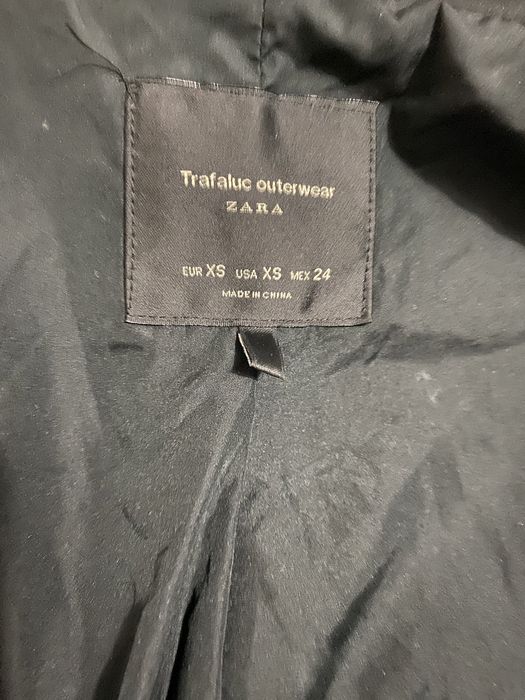 Trafaluc outerwear
ZARA
EUR XS USA XS MEX 24
MADE IN CHINA